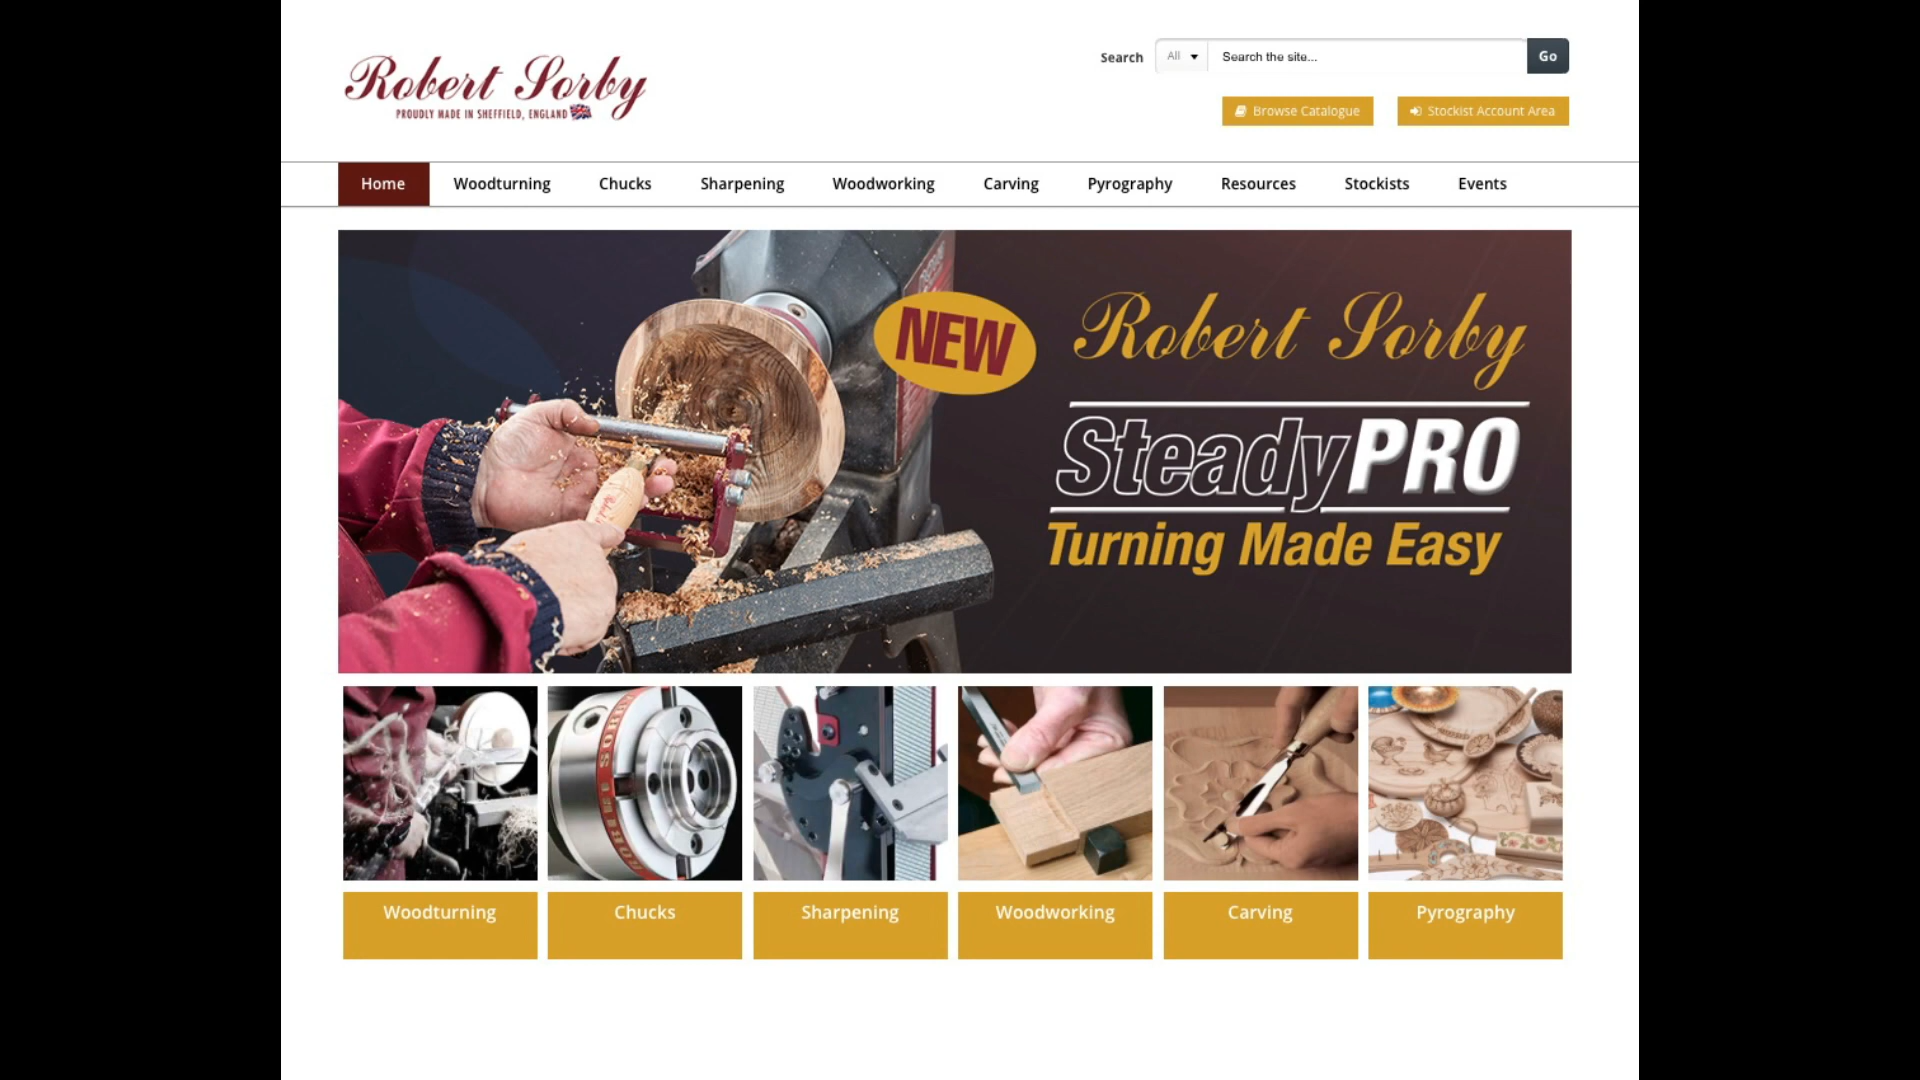 Robert Sorby
PROUDLY MADE IN SHEFFIELD, ENGLAND
Search All Search the site... Go
Browse Catalogue Stockist Account Area
Home Woodturning Chucks Sharpening Woodworking Carving Pyrography Resources Stockists Events
NEW
Robert Sorby
SteadyPRO
Turning Made Easy
Woodturning Chucks Sharpening Woodworking Carving Pyrography